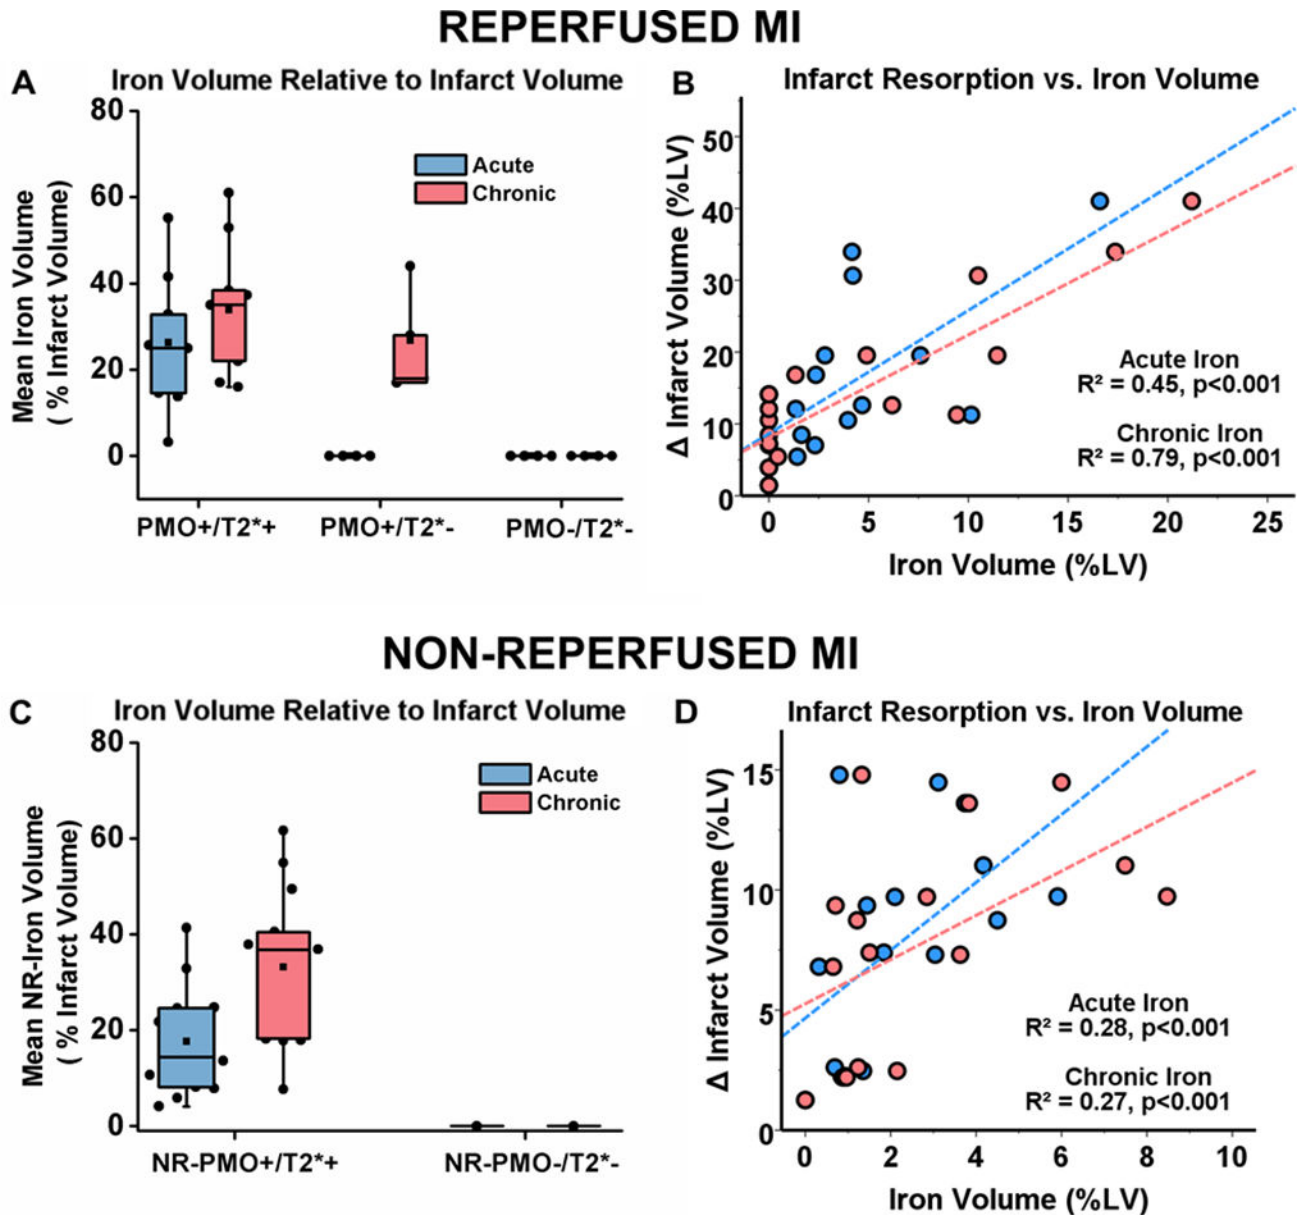 REPERFUSED MI
A
Iron Volume Relative to Infarct Volume
Mean Iron Volume
( % Infarct Volume)
80
60
40
20
0
Acute
Chronic
PMO+/T2*+
PMO+/T2*-
PMO-/T2*-
B
Infarct Resorption vs. Iron Volume
Δ Infarct Volume (%LV)
50
40
30
20
10
0
Acute Iron
R² = 0.45, p<0.001
Chronic Iron
R² = 0.79, p<0.001
0 5 10 15 20 25
Iron Volume (%LV)
NON-REPERFUSED MI
C
Iron Volume Relative to Infarct Volume
Mean NR-Iron Volume
( % Infarct Volume)
80
60
40
20
0
Acute
Chronic
NR-PMO+/T2*+
NR-PMO-/T2*-
D
Infarct Resorption vs. Iron Volume
Δ Infarct Volume (%LV)
15
10
5
0
Acute Iron
R² = 0.28, p<0.001
Chronic Iron
R² = 0.27, p<0.001
0 2 4 6 8 10
Iron Volume (%LV)